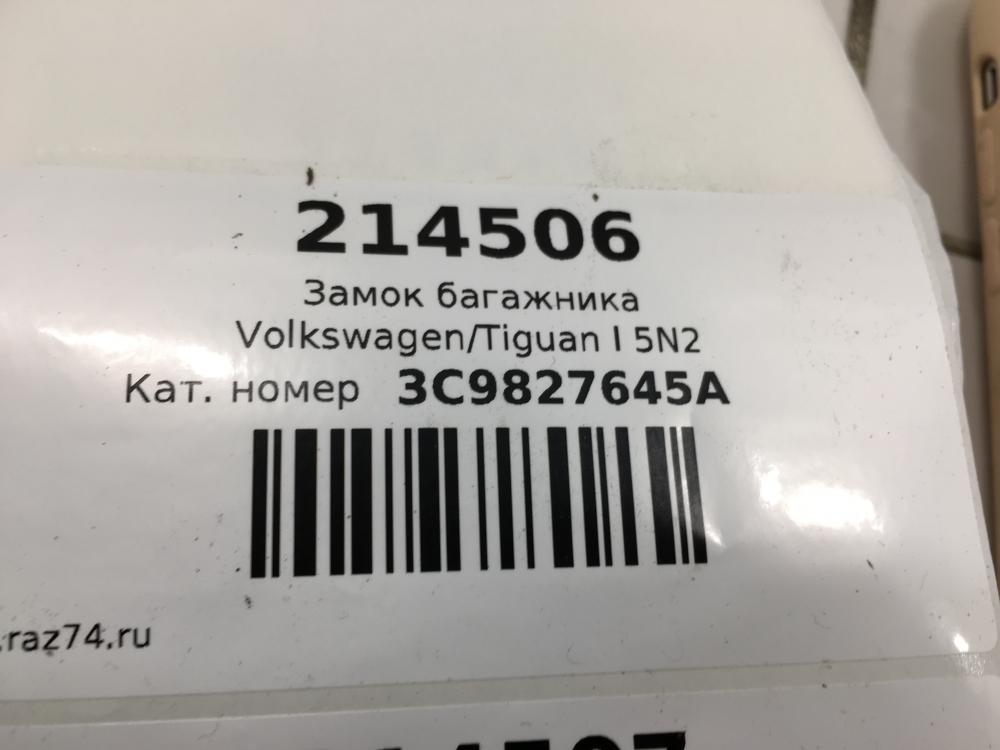 214506
Замок багажника
Volkswagen/Tiguan I 5N2
Кат. номер 3C9827645A
.raz74.ru